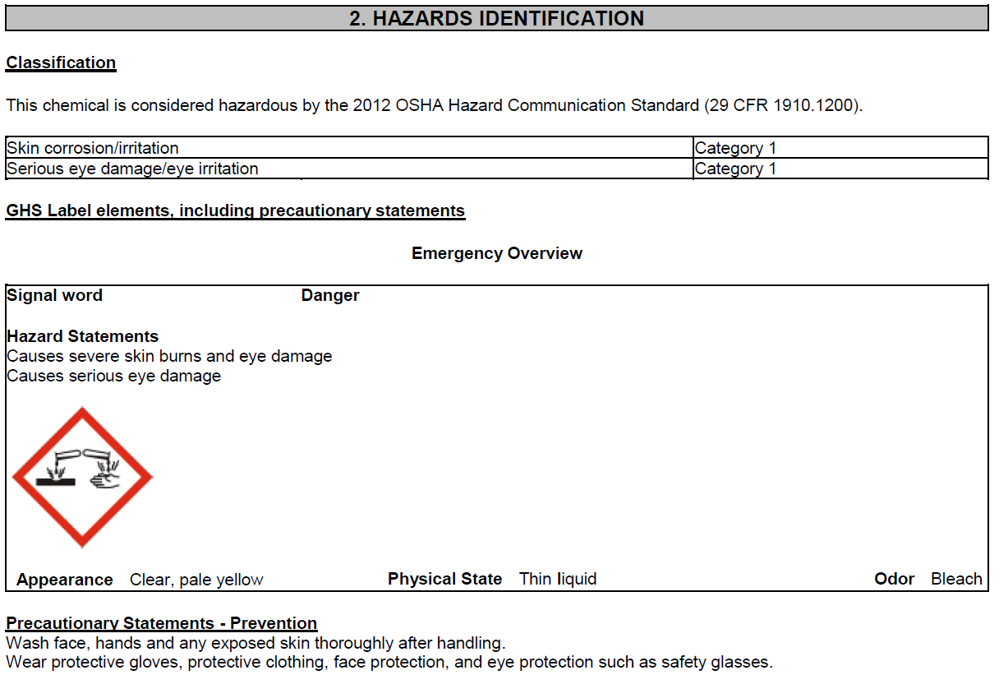 2. HAZARDS IDENTIFICATION
Classification
This chemical is considered hazardous by the 2012 OSHA Hazard Communication Standard (29 CFR 1910.1200).
Skin corrosion/irritation Category 1
Serious eye damage/eye irritation Category 1
GHS Label elements, including precautionary statements
Emergency Overview
Signal word Danger
Hazard Statements
Causes severe skin burns and eye damage
Causes serious eye damage
Appearance Clear, pale yellow Physical State Thin liquid Odor Bleach
Precautionary Statements - Prevention
Wash face, hands and any exposed skin thoroughly after handling.
Wear protective gloves, protective clothing, face protection, and eye protection such as safety glasses.